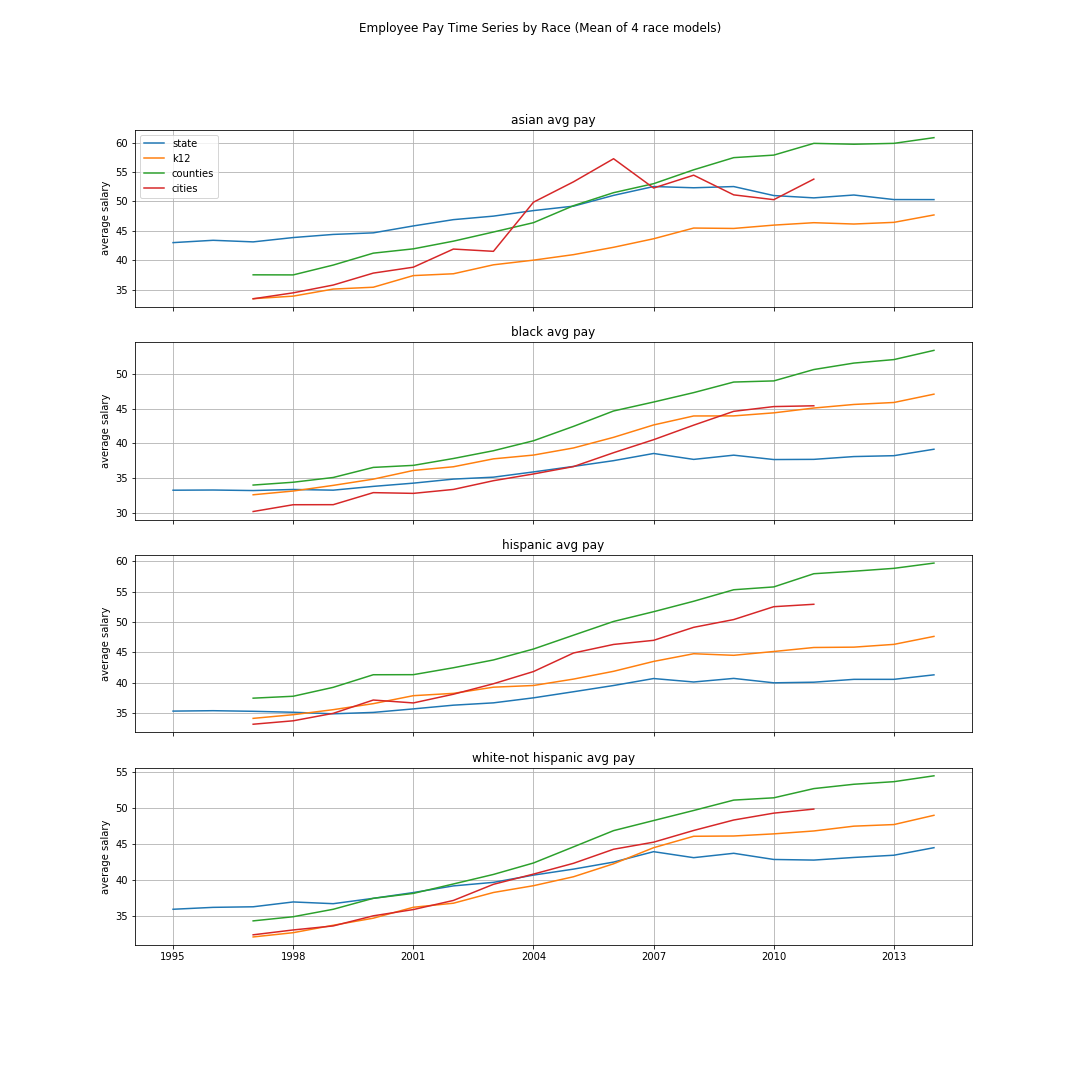 Employee Pay Time Series by Race (Mean of 4 race models)
asian avg pay
60
55
50
45
40
35
average salary
state
k12
counties
cities
black avg pay
50
45
40
35
30
average salary
hispanic avg pay
60
55
50
45
40
35
average salary
white-not hispanic avg pay
55
50
45
40
35
average salary
1995 1998 2001 2004 2007 2010 2013